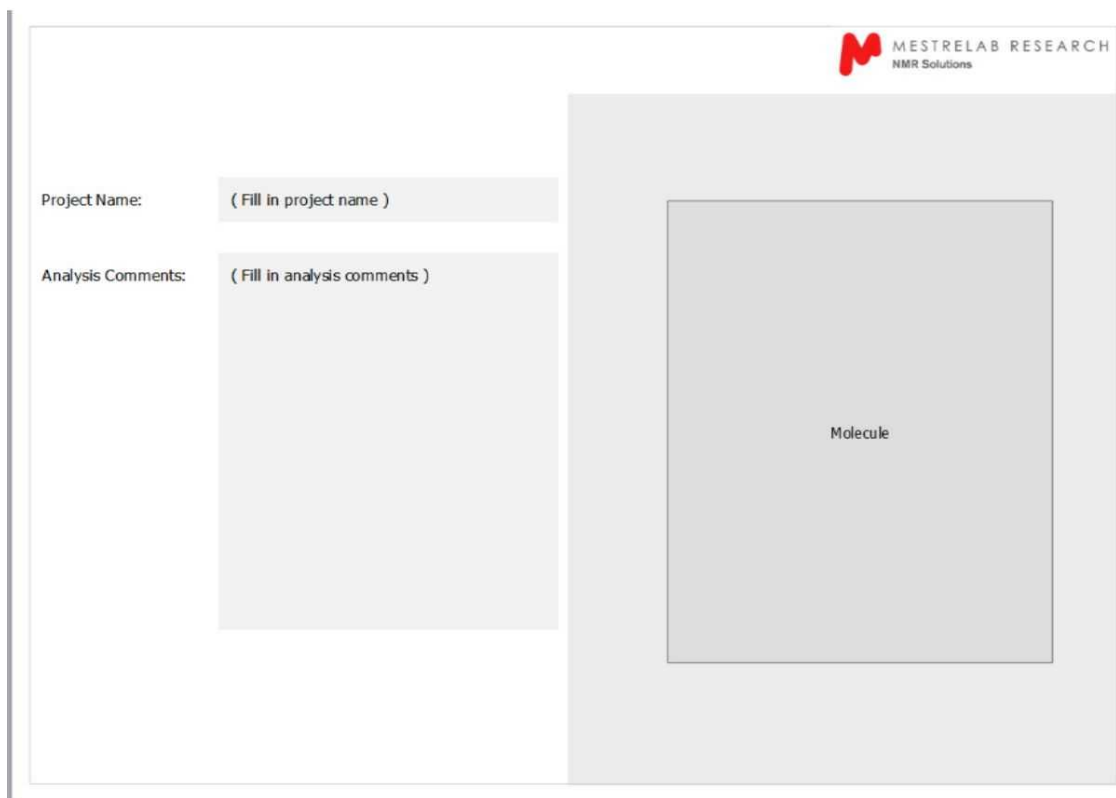 MESTRELAB RESEARCH
NMR Solutions
Project Name:
( Fill in project name )
Analysis Comments:
( Fill in analysis comments )
Molecule